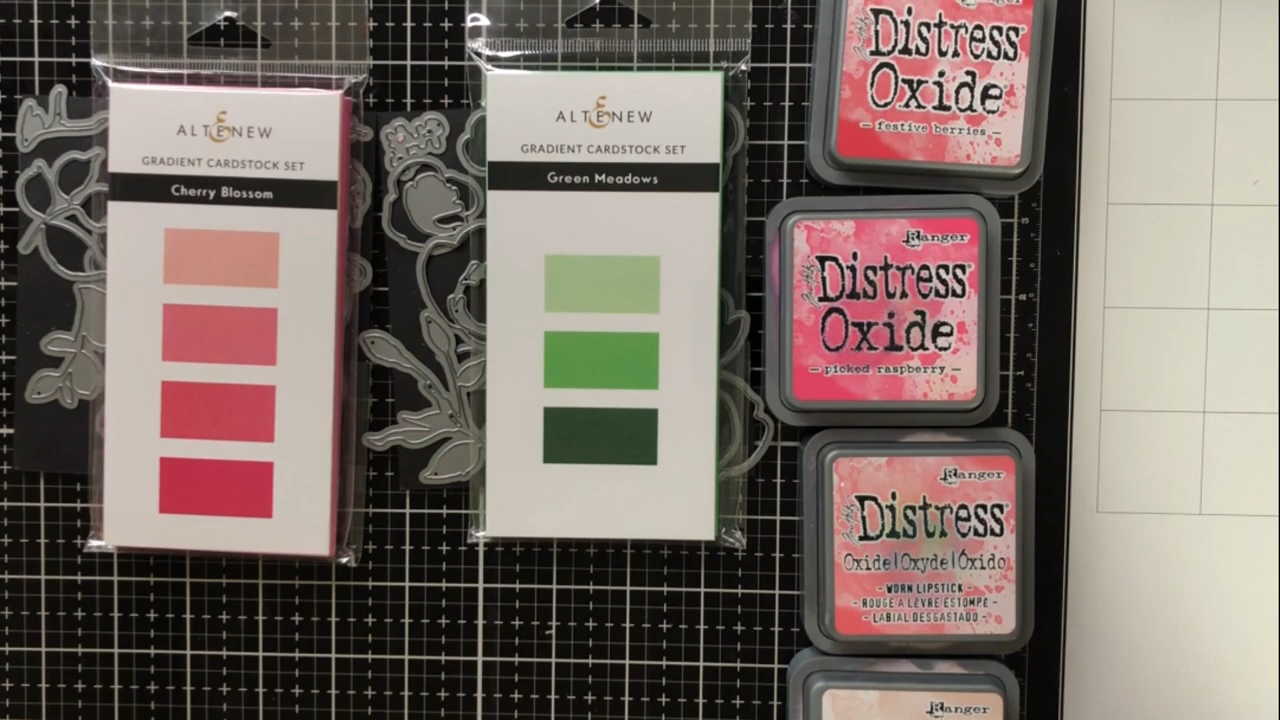 ALTENEW
GRADIENT CARDSTOCK SET
Cherry Blossom
ALTENEW
GRADIENT CARDSTOCK SET
Green Meadows
Distress
Oxide
— festive berries —
Ranger
Distress
Oxide
— picked raspberry —
Ranger
Distress
Oxide|Oxyde|Óxido
- WORN LIPSTICK -
- ROUGE À LÈVRE ESTOMPÉ -
- LABIAL DESGASTADO -
Ranger